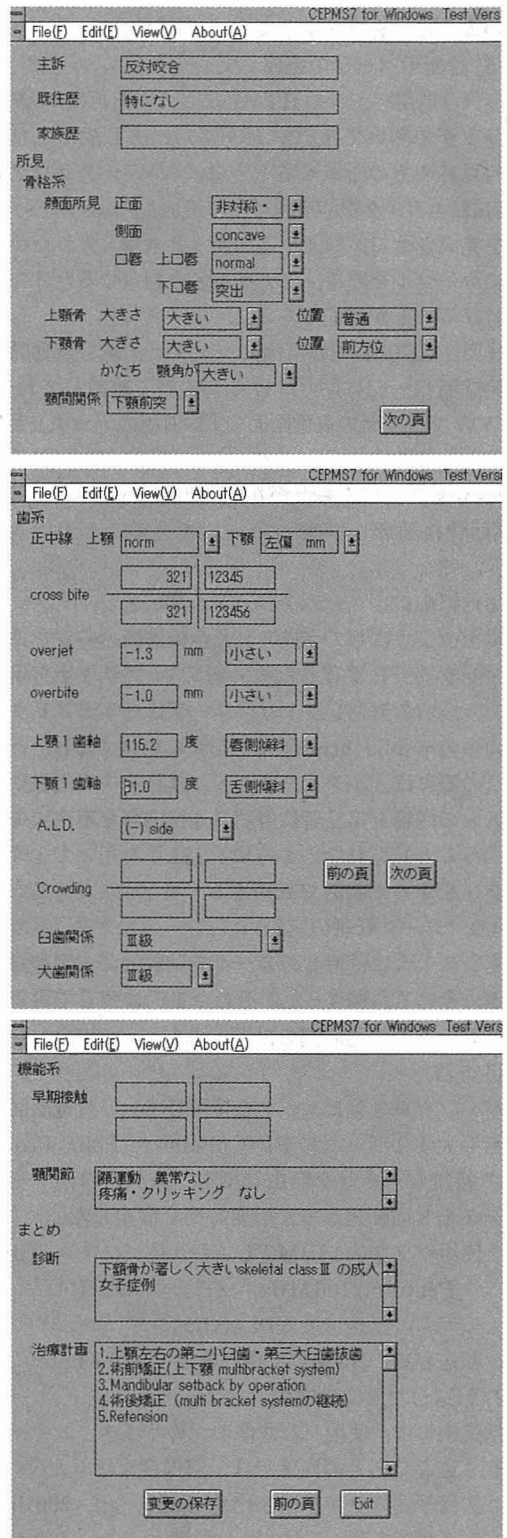 CEPMS7 for Windows Test Vers
File(F) Edit(E) View(V) About(A)
主訴 反対咬合
既往歴 特になし
家族歴
所見
骨格系
顔面所見 正面 非対称・
側面 concave
口唇 上口唇 normal
下口唇 突出
上顎骨 大きさ 大きい 位置 普通
下顎骨 大きさ 大きい 位置 前方位
かたち 顎角が 大きい
顎間関係 下顎前突
次の頁
CEPMS7 for Windows Test Versi
File(F) Edit(E) View(V) About(A)
歯系
正中線 上顎 norm 下顎 左偏 mm
321 12345
cross bite
321 123456
overjet -1.3 mm 小さい
overbite -1.0 mm 小さい
上顎1歯軸 115.2 度 唇側傾斜
下顎1歯軸 81.0 度 舌側傾斜
A.L.D. (-) side
前の頁 次の頁
Crowding
臼歯関係 Ⅲ級
犬歯関係 Ⅲ級
CEPMS7 for Windows Test Vers
File(F) Edit(E) View(V) About(A)
機能系
早期接触
顎関節 顎運動 異常なし
疼痛・クリッキング なし
まとめ
診断 下顎骨が著しく大きいskeletal classⅢ の成人
女子症例
治療計画 1.上顎左右の第二小臼歯・第三大臼歯抜歯
2.術前矯正(上下顎 multibracket system)
3.Mandibular setback by operation
4.術後矯正 (multi bracket systemの継続)
5.Retension
変更の保存 前の頁 Exit